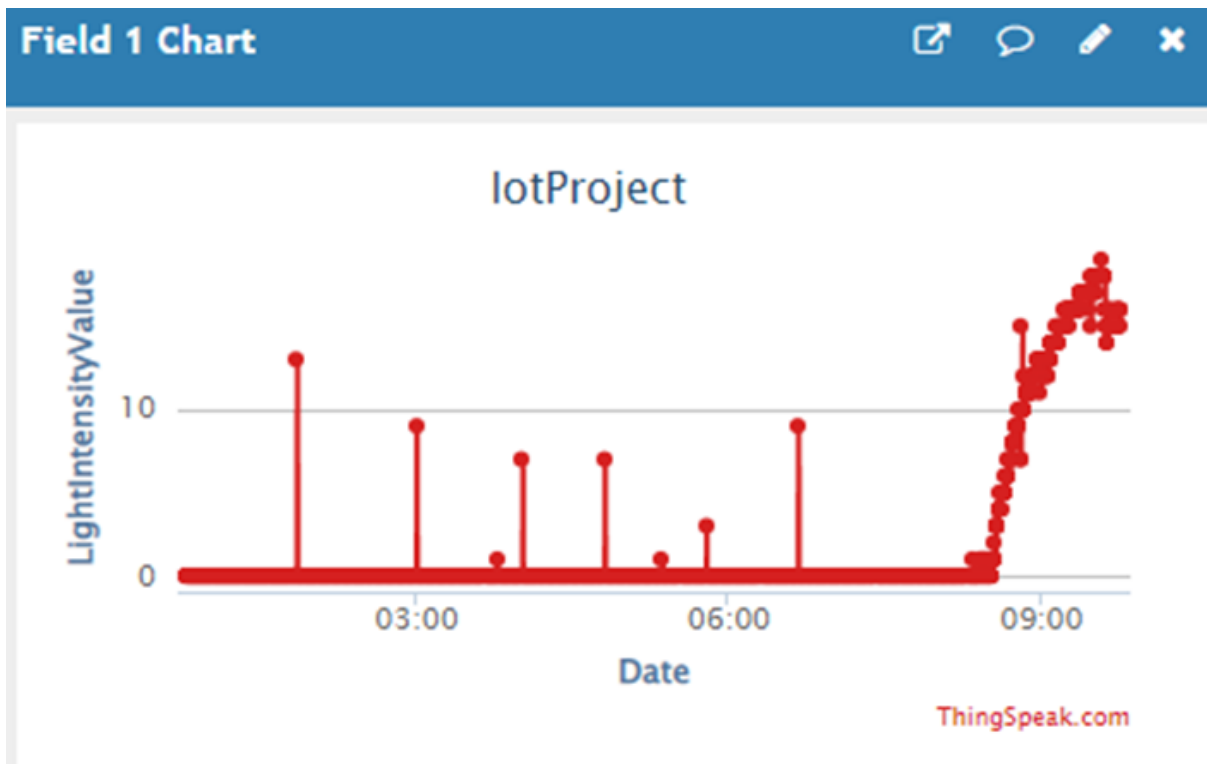 Field 1 Chart
IotProject
LightIntensityValue
10
0
03:00 06:00 09:00
Date
ThingSpeak.com